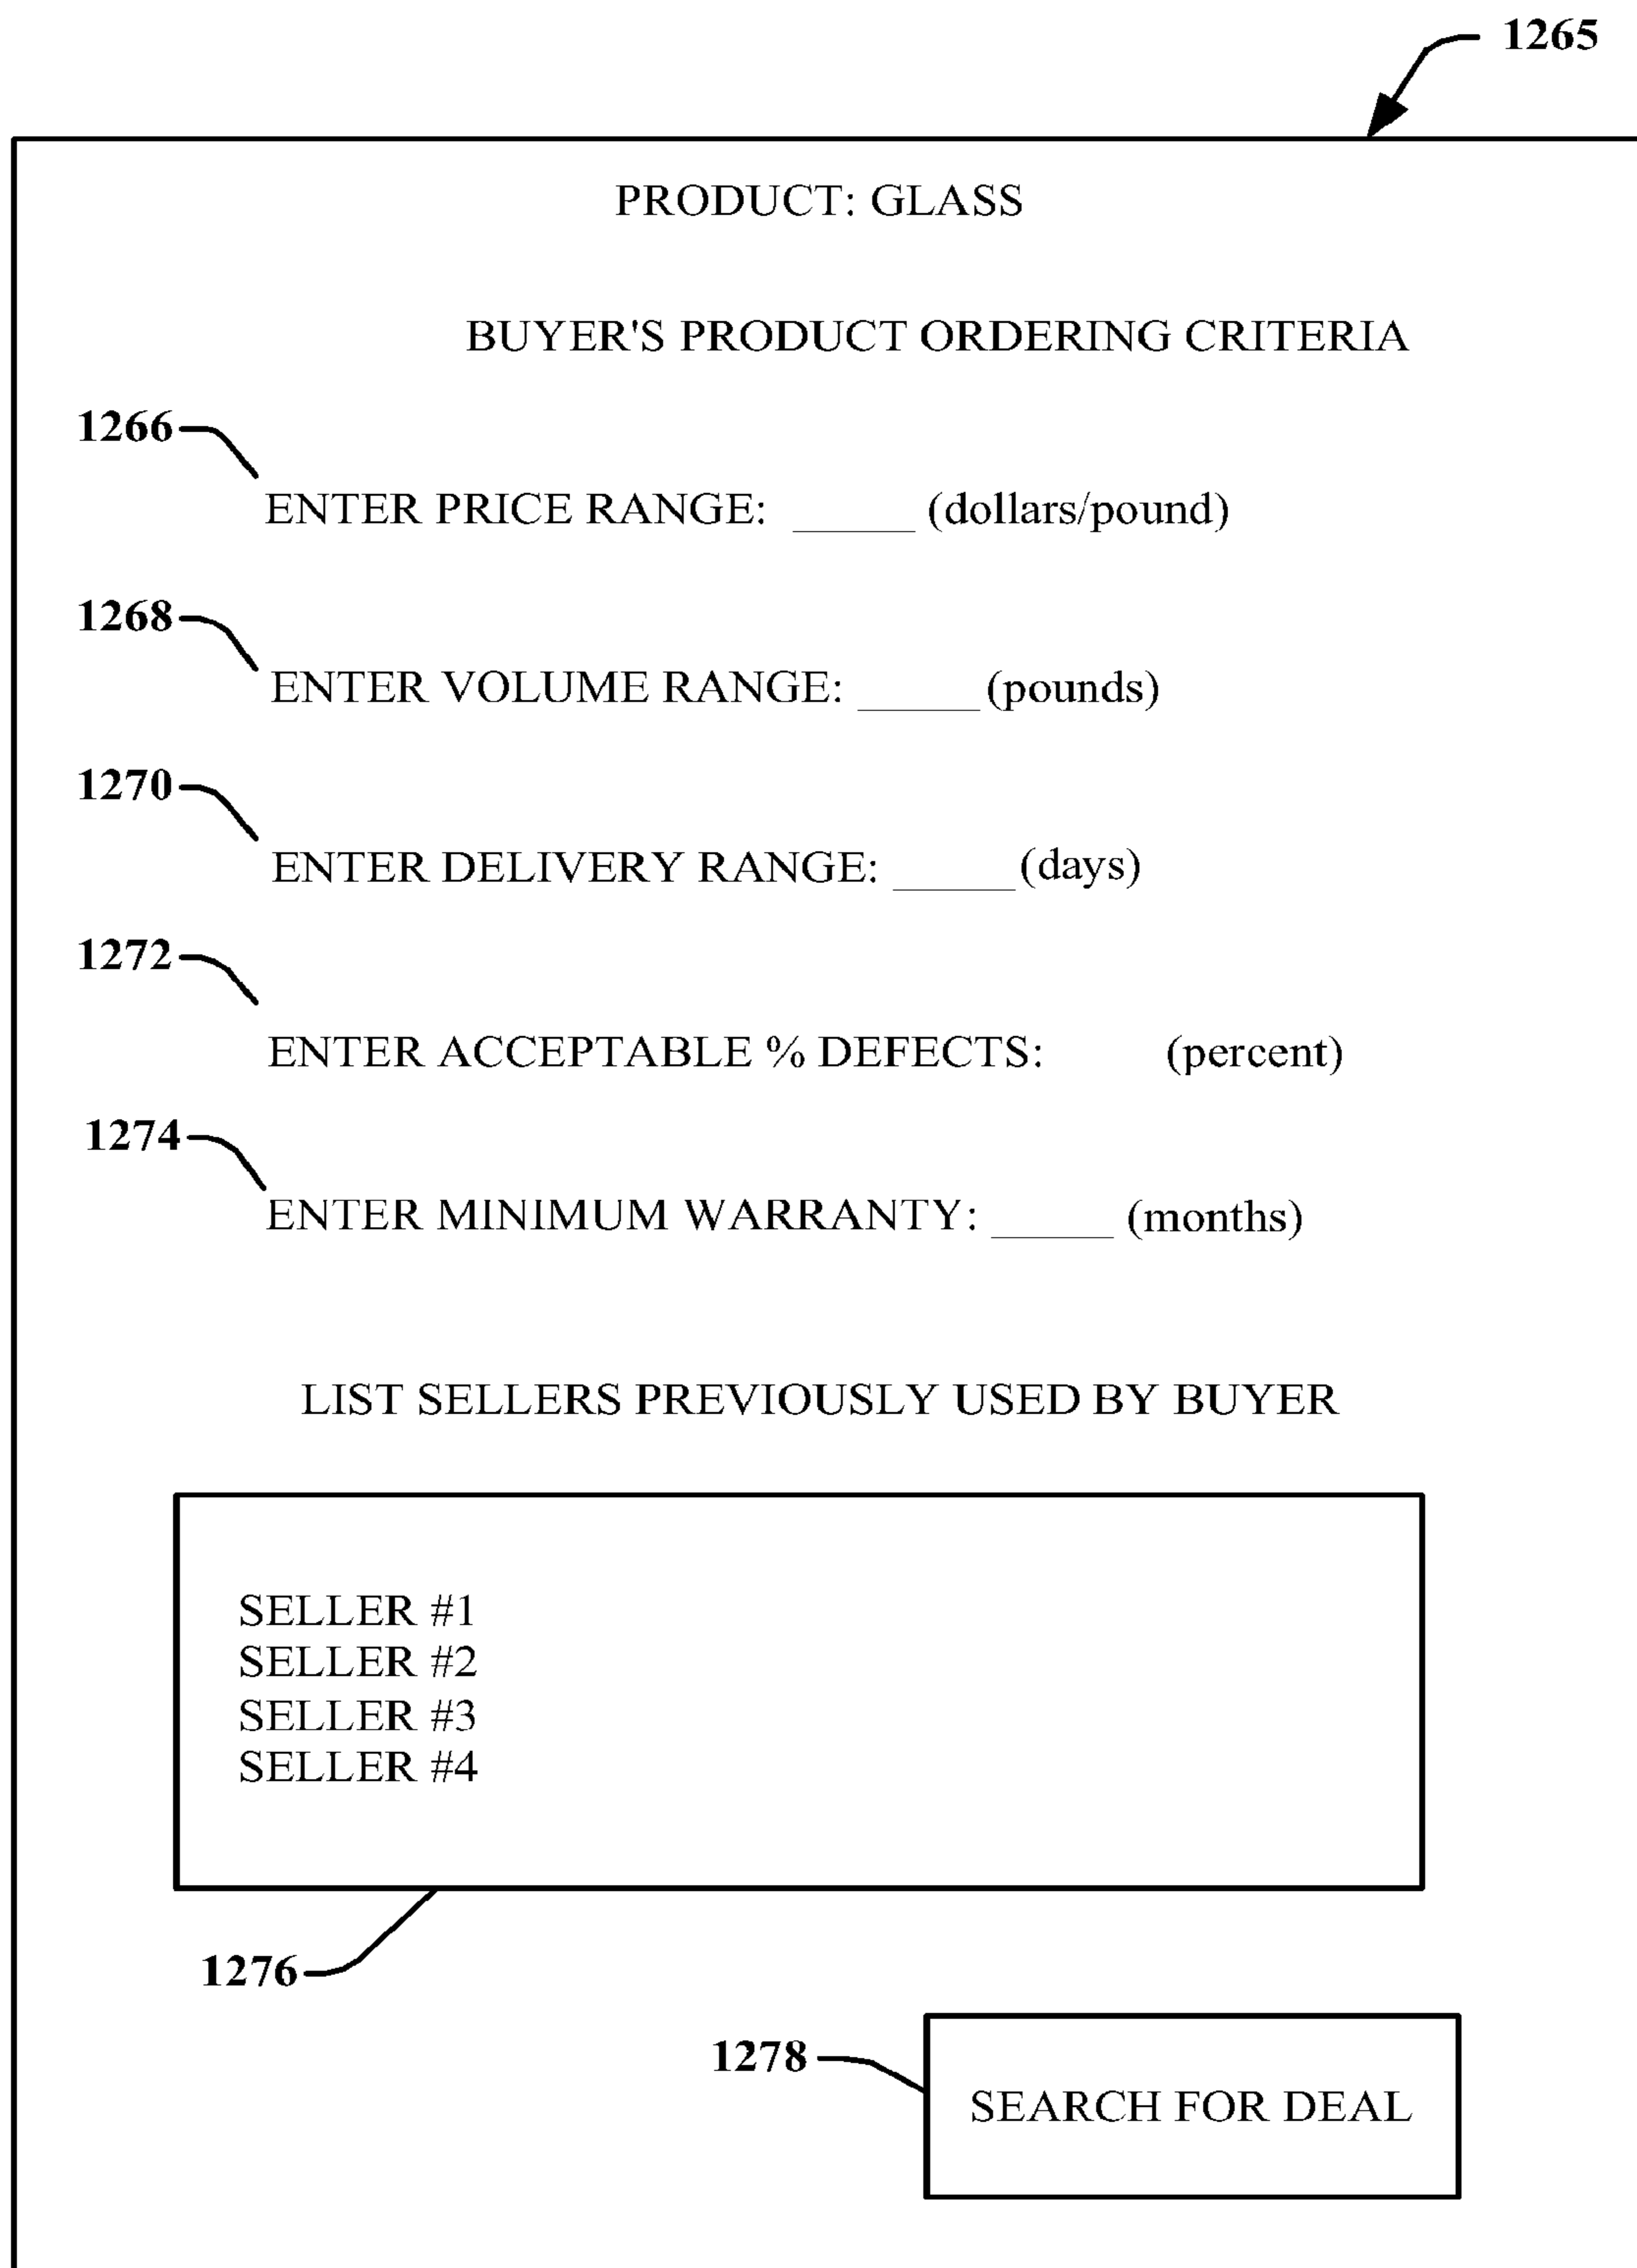 1265
PRODUCT: GLASS
BUYER'S PRODUCT ORDERING CRITERIA
1266
ENTER PRICE RANGE: _____ (dollars/pound)
1268
ENTER VOLUME RANGE: _____ (pounds)
1270
ENTER DELIVERY RANGE: _____ (days)
1272
ENTER ACCEPTABLE % DEFECTS: (percent)
1274
ENTER MINIMUM WARRANTY: _____ (months)
LIST SELLERS PREVIOUSLY USED BY BUYER
SELLER #1
SELLER #2
SELLER #3
SELLER #4
1276
1278
SEARCH FOR DEAL